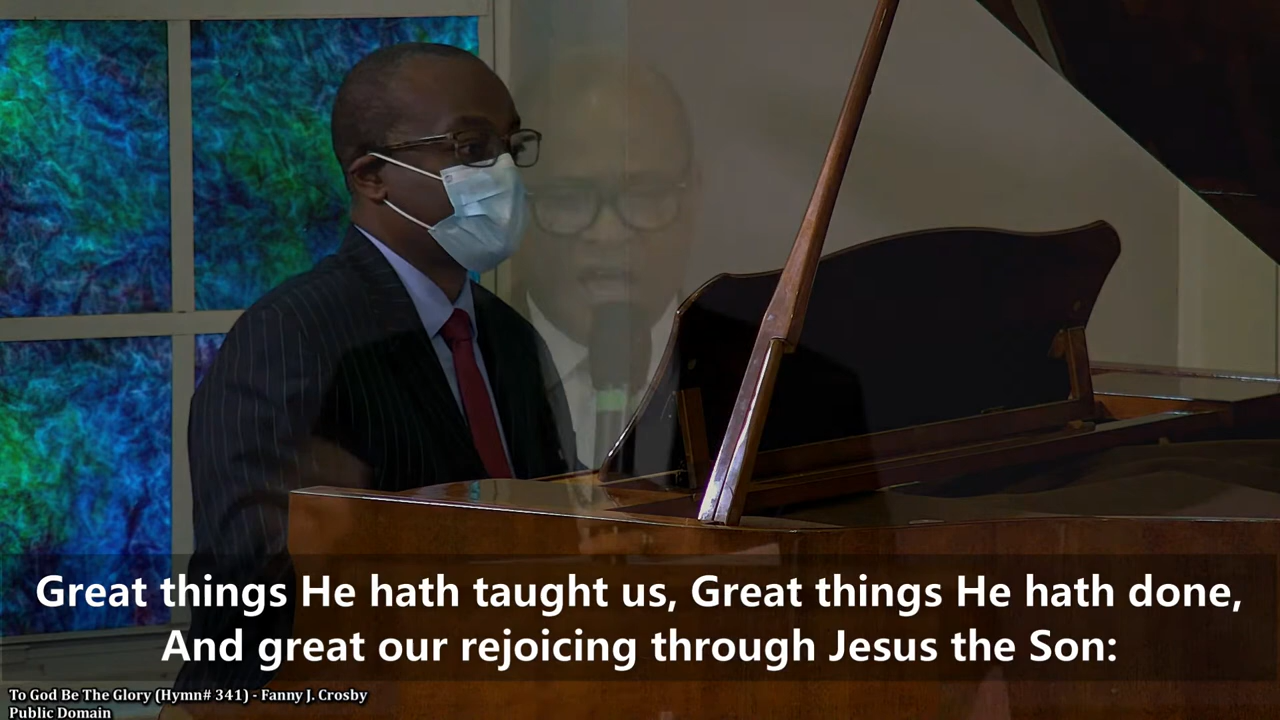 Great things He hath taught us, Great things He hath done,
And great our rejoicing through Jesus the Son:
To God Be The Glory (Hymn# 341) - Fanny J. Crosby
Public Domain